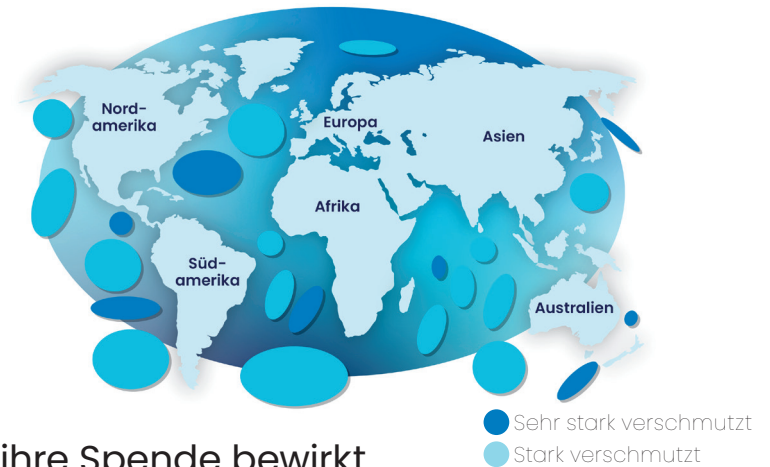 Nord-
amerika
Europa
Asien
Afrika
Süd-
amerika
Australien
Sehr stark verschmutzt
Stark verschmutzt
ihre Spende bewirkt